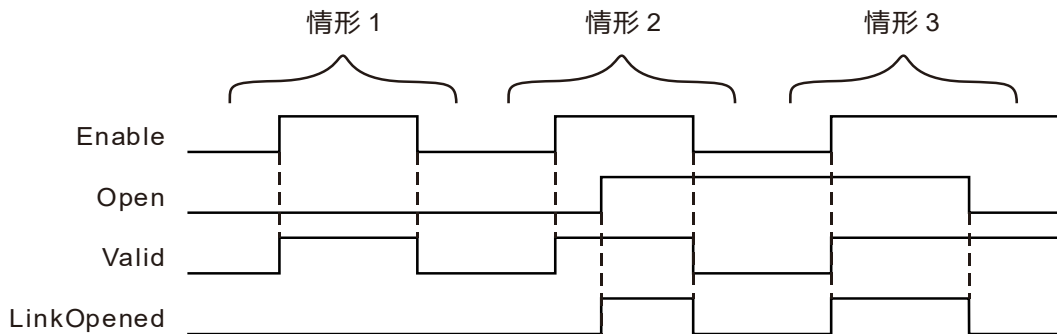 情形 1
情形 2
情形 3
Enable
Open
Valid
LinkOpened